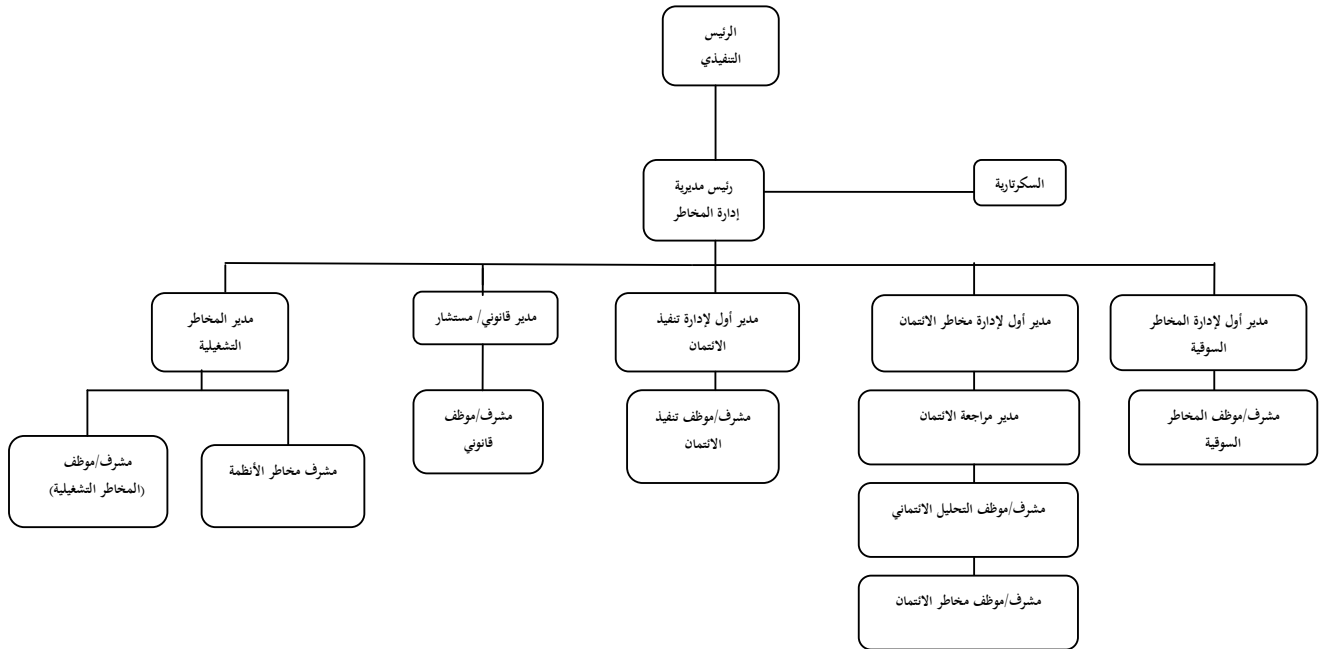 الرئيس
التنفيذي
رئيس مديرية
إدارة المخاطر
السكرتارية
مدير أول لإدارة المخاطر
السوقية
مدير أول لإدارة مخاطر الائتمان
مدير أول لإدارة تنفيذ
الائتمان
مدير قانوني/ مستشار
مدير المخاطر
التشغيلية
مشرف/موظف المخاطر
السوقية
مدير مراجعة الائتمان
مشرف/موظف تنفيذ
الائتمان
مشرف/موظف
قانوني
مشرف مخاطر الأنظمة
مشرف/موظف
(المخاطر التشغيلية)
مشرف/موظف التحليل الائتماني
مشرف/موظف مخاطر الائتمان